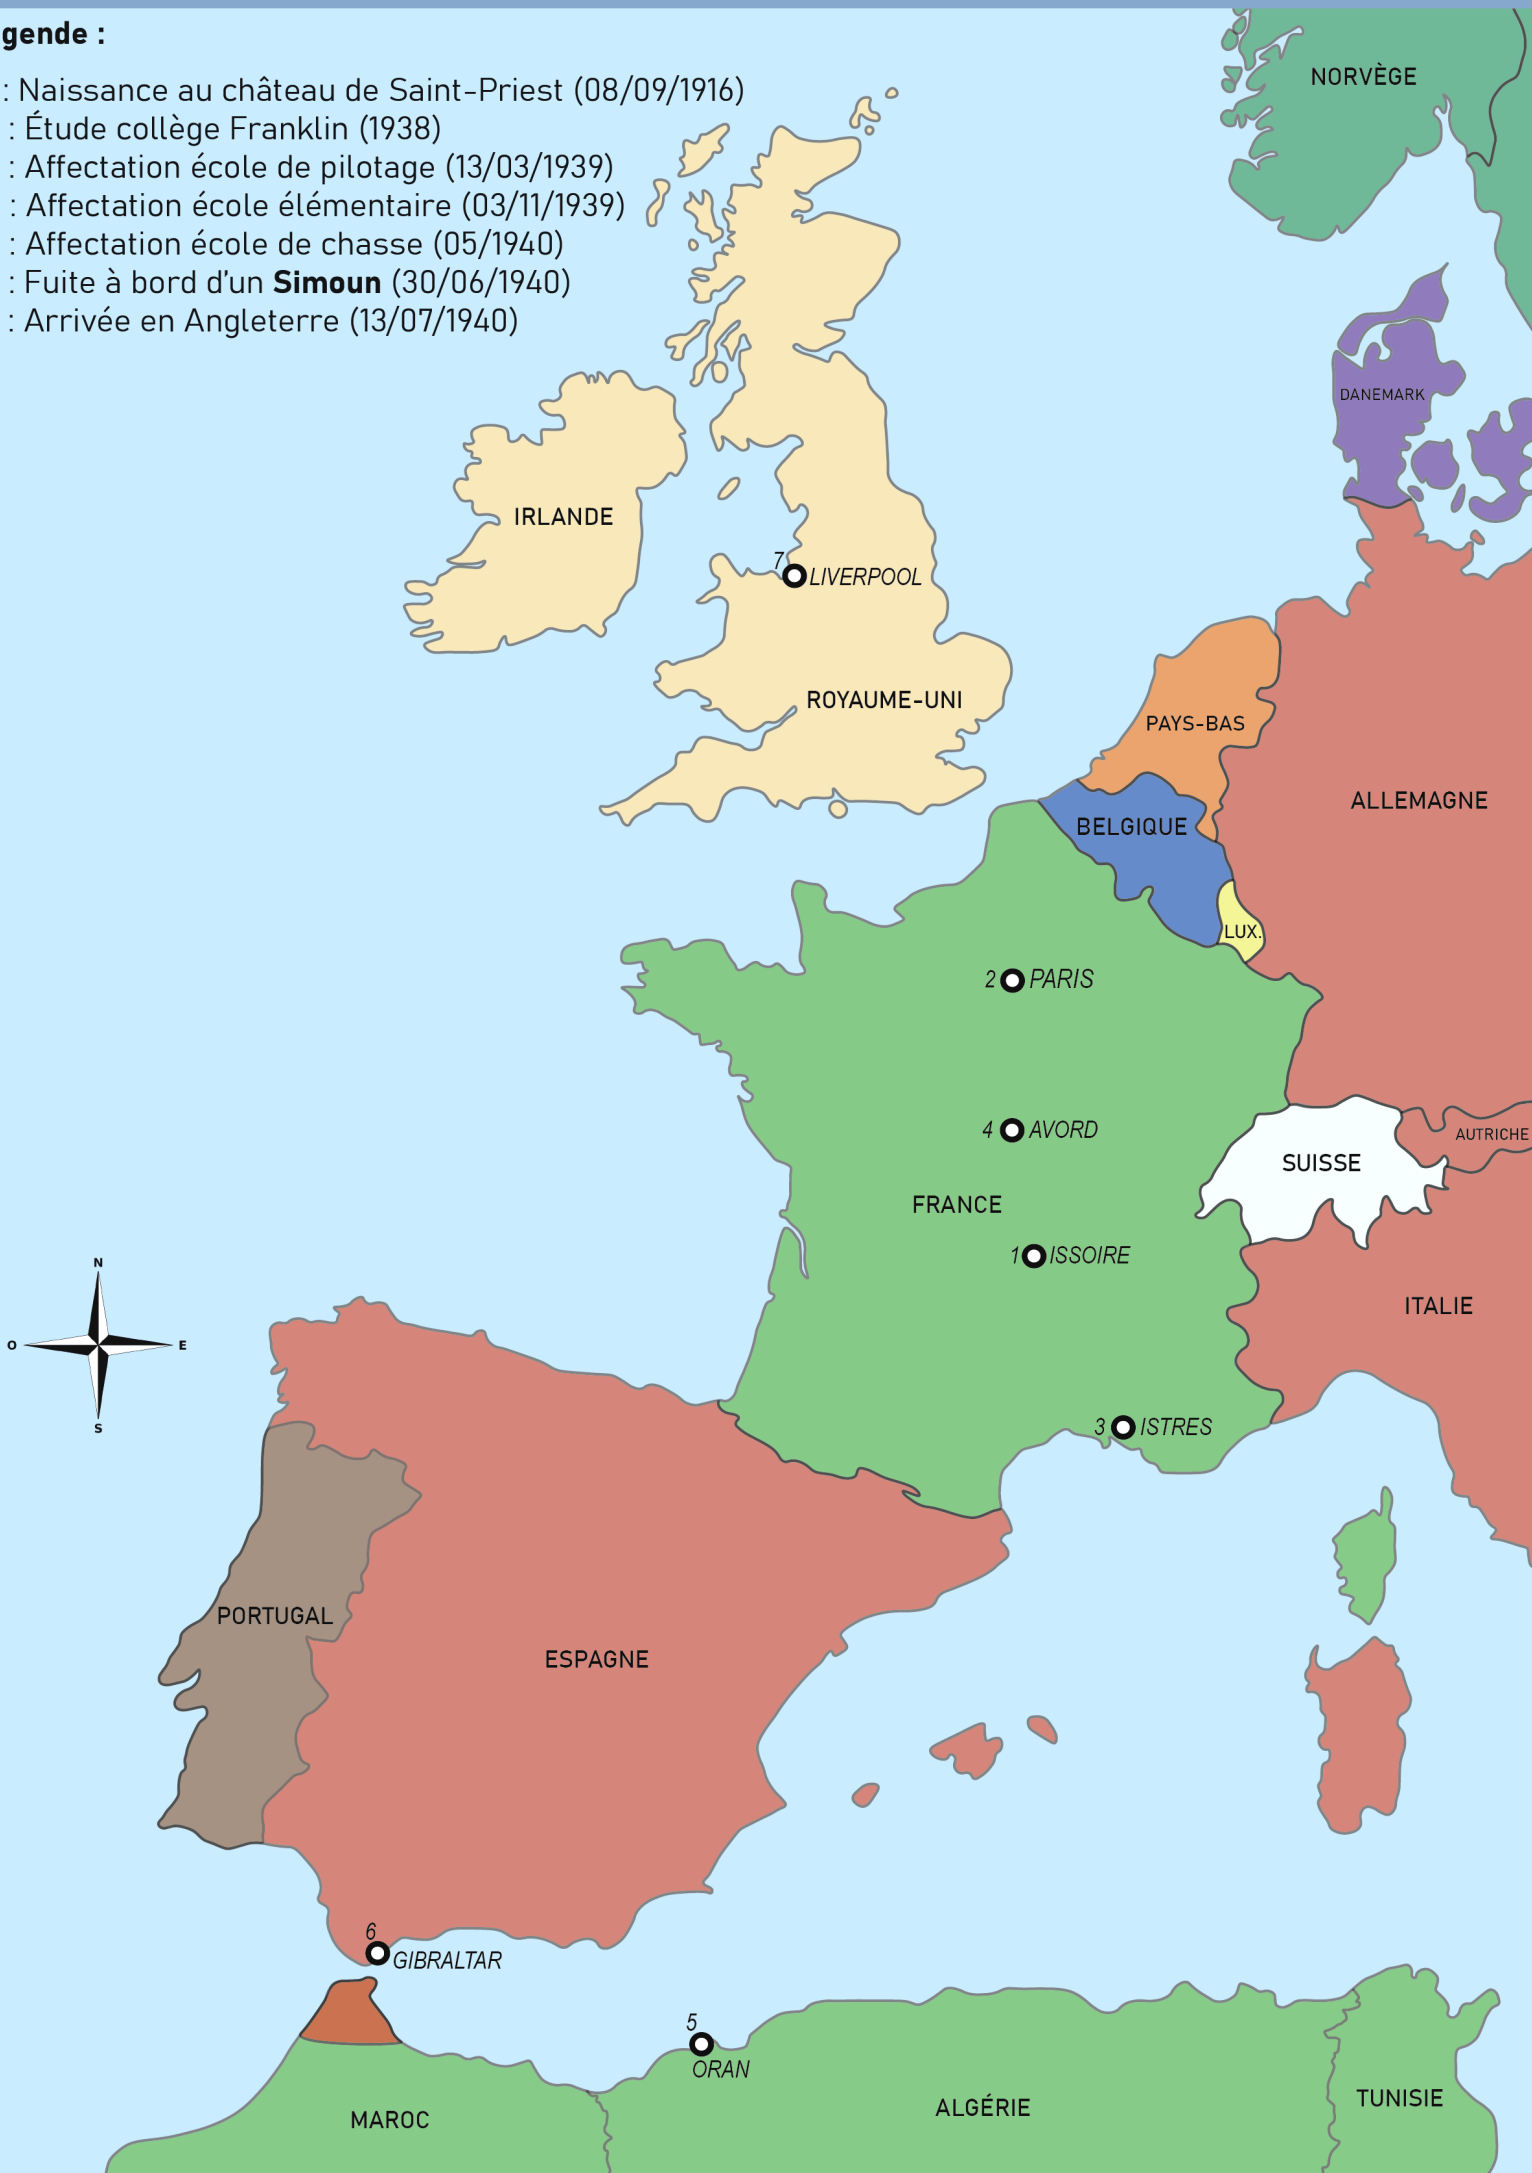 gende :
: Naissance au château de Saint-Priest (08/09/1916)
: Étude collège Franklin (1938)
: Affectation école de pilotage (13/03/1939)
: Affectation école élémentaire (03/11/1939)
: Affectation école de chasse (05/1940)
: Fuite à bord d'un Simoun (30/06/1940)
: Arrivée en Angleterre (13/07/1940)
NORVÈGE
DANEMARK
IRLANDE
7 LIVERPOOL
ROYAUME-UNI
PAYS-BAS
ALLEMAGNE
BELGIQUE
LUX.
2 PARIS
4 AVORD
AUTRICHE
SUISSE
FRANCE
1 ISSOIRE
N
O E
S
ITALIE
3 ISTRES
PORTUGAL
ESPAGNE
6 GIBRALTAR
5
ORAN
MAROC
ALGÉRIE
TUNISIE